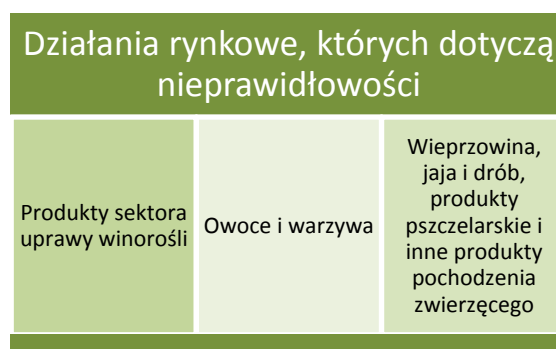 Działania rynkowe, których dotyczą
nieprawidłowości
Produkty sektora
uprawy winorośli
Owoce i warzywa
Wieprzowina,
jaja i drób,
produkty
pszczelarskie i
inne produkty
pochodzenia
zwierzęcego